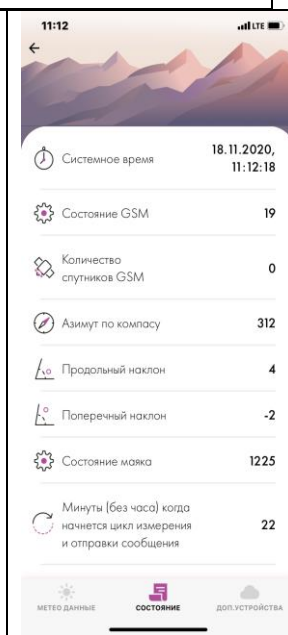 11:12
LTE
Системное время
18.11.2020,
11:12:18
Состояние GSM
19
Количество
спутников GSM
0
Азимут по компасу
312
Продольный наклон
4
Поперечный наклон
-2
Состояние маяка
1225
Минуты (без часа) когда
начнется цикл измерения
и отправки сообщения
22
МЕТЕО ДАННЫЕ
СОСТОЯНИЕ
ДОП.УСТРОЙСТВА